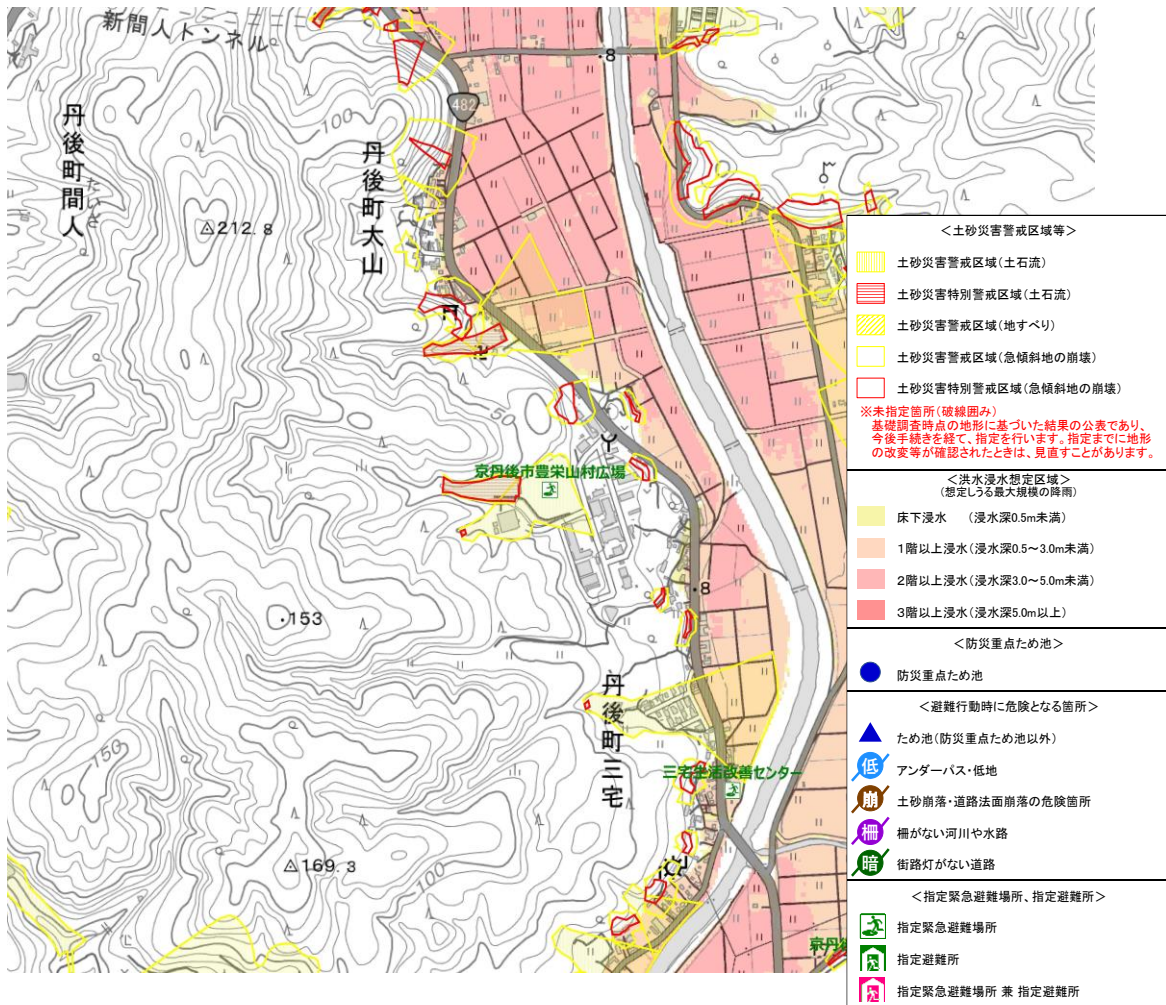 新間人トンネル
8
482
100
丹後町間人
たいざ
丹後町大山
212.8
50
京丹後市豊栄山村広場
153
8
丹後町三宅
150
三宅生活改善センター
169.3
100
京丹後
＜土砂災害警戒区域等＞
土砂災害警戒区域(土石流)
土砂災害特別警戒区域(土石流)
土砂災害警戒区域(地すべり)
土砂災害警戒区域(急傾斜地の崩壊)
土砂災害特別警戒区域(急傾斜地の崩壊)
※未指定箇所(破線囲み)
基礎調査時点の地形に基づいた結果の公表であり、
今後手続きを経て、指定を行います。指定までに地形
の改変等が確認されたときは、見直すことがあります。
＜洪水浸水想定区域＞
(想定しうる最大規模の降雨)
床下浸水　(浸水深0.5m未満)
1階以上浸水(浸水深0.5～3.0m未満)
2階以上浸水(浸水深3.0～5.0m未満)
3階以上浸水(浸水深5.0m以上)
＜防災重点ため池＞
防災重点ため池
＜避難行動時に危険となる箇所＞
ため池(防災重点ため池以外)
低 アンダーパス・低地
崩 土砂崩落・道路法面崩落の危険箇所
柵 柵がない河川や水路
暗 街路灯がない道路
＜指定緊急避難場所、指定避難所＞
指定緊急避難場所
指定避難所
指定緊急避難場所 兼 指定避難所